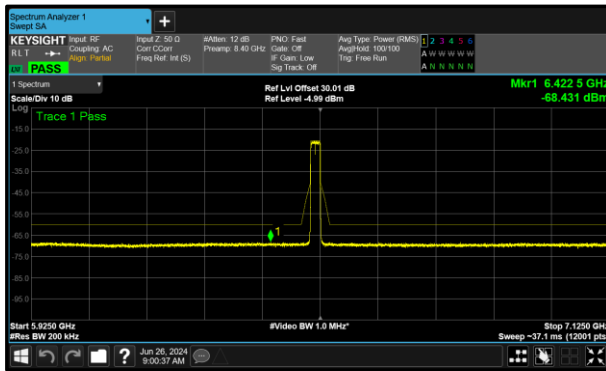 Spectrum Analyzer 1
Swept SA
KEYSIGHT
RLT
PASS
Input: RF
Coupling: AC
Align: Partial
Input Z: 50 Ω
Corr CCorr
Freq Ref: Int (S)
#Atten: 12 dB
Preamp: 8.40 GHz
PNO: Fast
Gate: Off
IF Gain: Low
Sig Track: Off
Avg Type: Power (RMS)
Avg|Hold: 100/100
Trig: Free Run
1 2 3 4 5 6
A W W W W W
A N N N N N
1 Spectrum
Scale/Div 10 dB
Log
Ref Lvl Offset 30.01 dB
Ref Level -4.99 dBm
Mkr1 6.422 5 GHz
-68.431 dBm
Trace 1 Pass
-15.0
-25.0
-35.0
-45.0
-55.0
-65.0
-75.0
-85.0
-95.0
1
Start 5.9250 GHz
#Res BW 200 kHz
#Video BW 1.0 MHz*
Stop 7.1250 GHz
Sweep ~37.1 ms (12001 pts)
?
Jun 26, 2024
9:00:37 AM